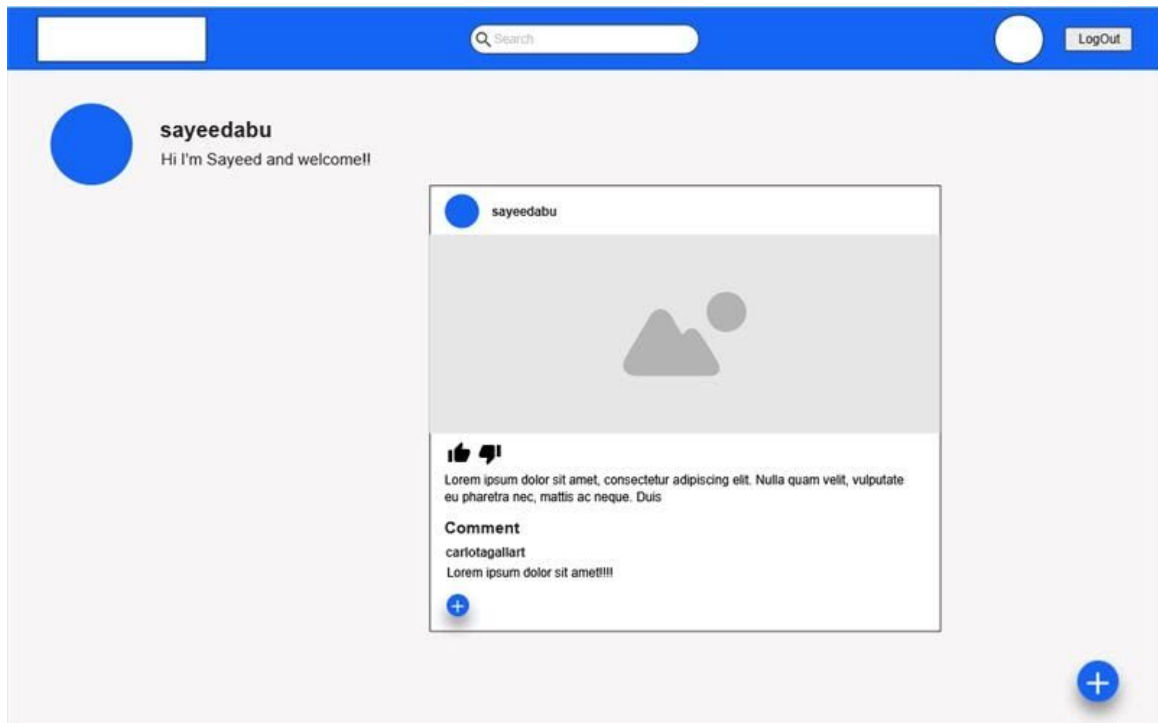 Search
LogOut
sayeedabu
Hi I'm Sayeed and welcome!!
sayeedabu
Lorem ipsum dolor sit amet, consectetur adipiscing elit. Nulla quam velit, vulputate
eu pharetra nec, mattis ac neque. Duis
Comment
carlotagallart
Lorem ipsum dolor sit amet!!!!